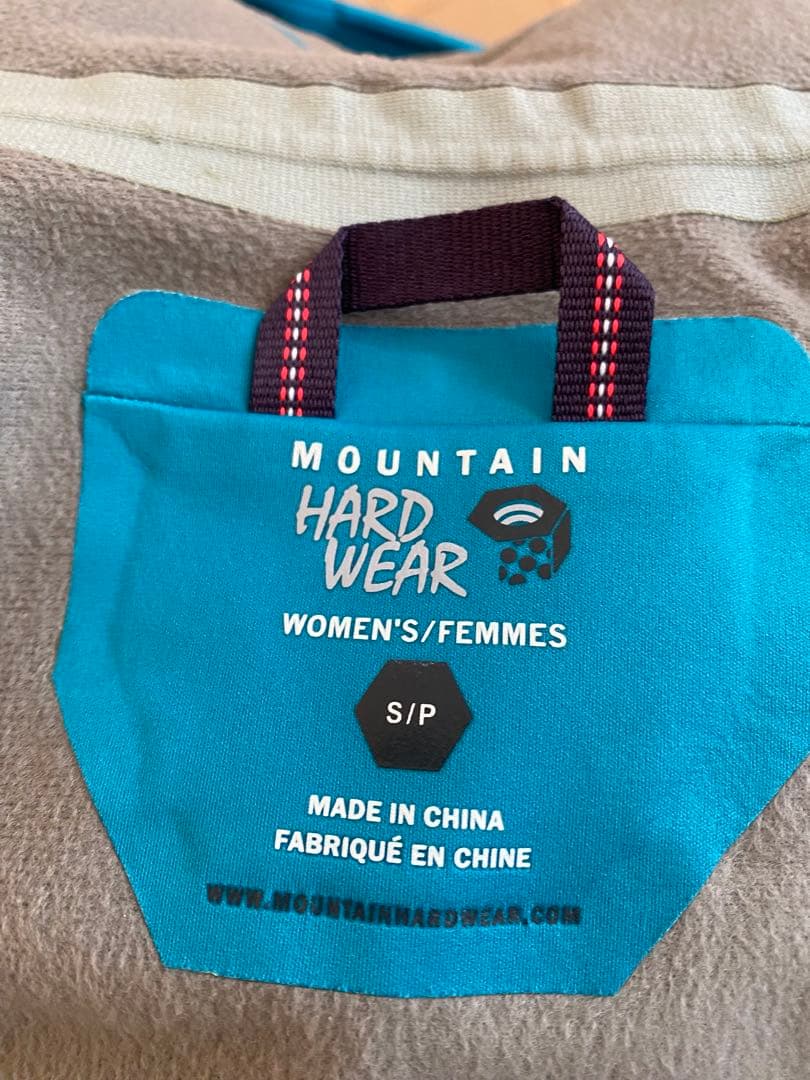 MOUNTAIN
HARD
WEAR
WOMEN'S/FEMMES
S/P
MADE IN CHINA
FABRIQUÉ EN CHINE
WWW.MOUNTAINHARDWEAR.COM